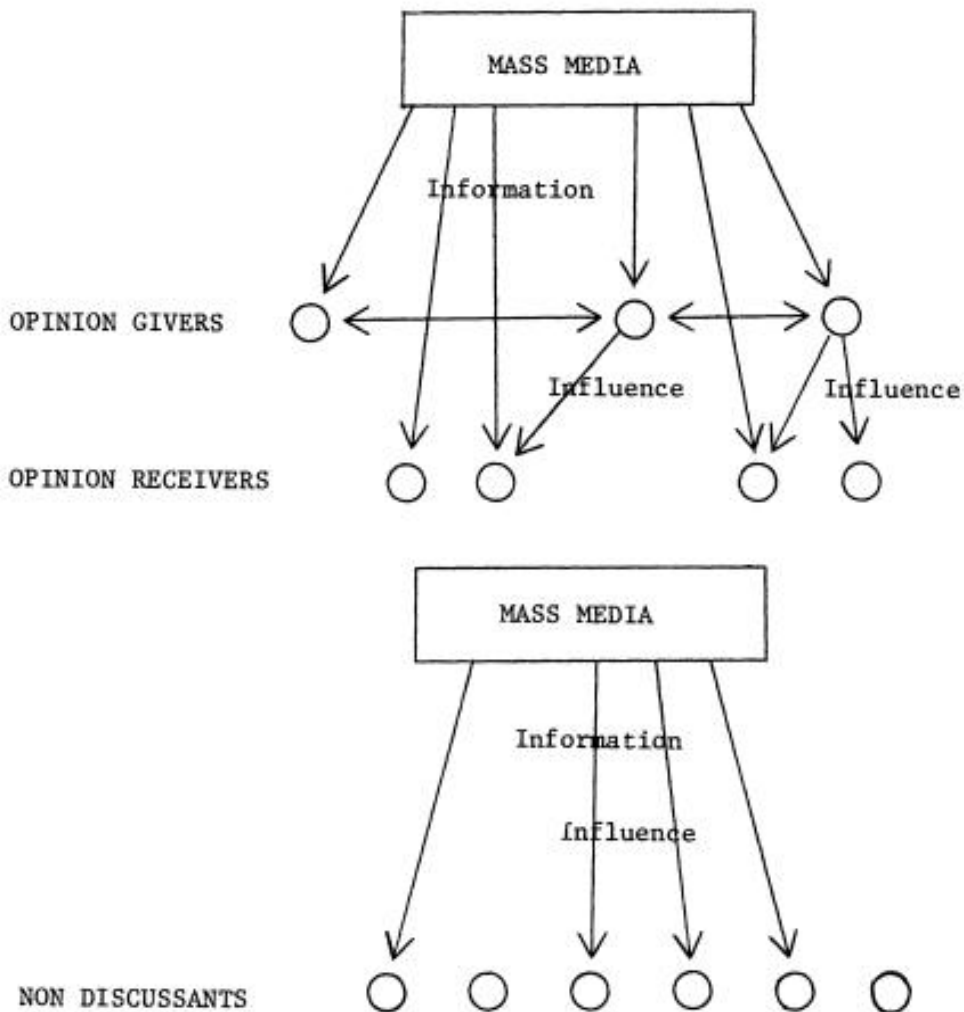 MASS MEDIA
Information
OPINION GIVERS
Influence
Influence
OPINION RECEIVERS
MASS MEDIA
Information
Influence
NON DISCUSSANTS